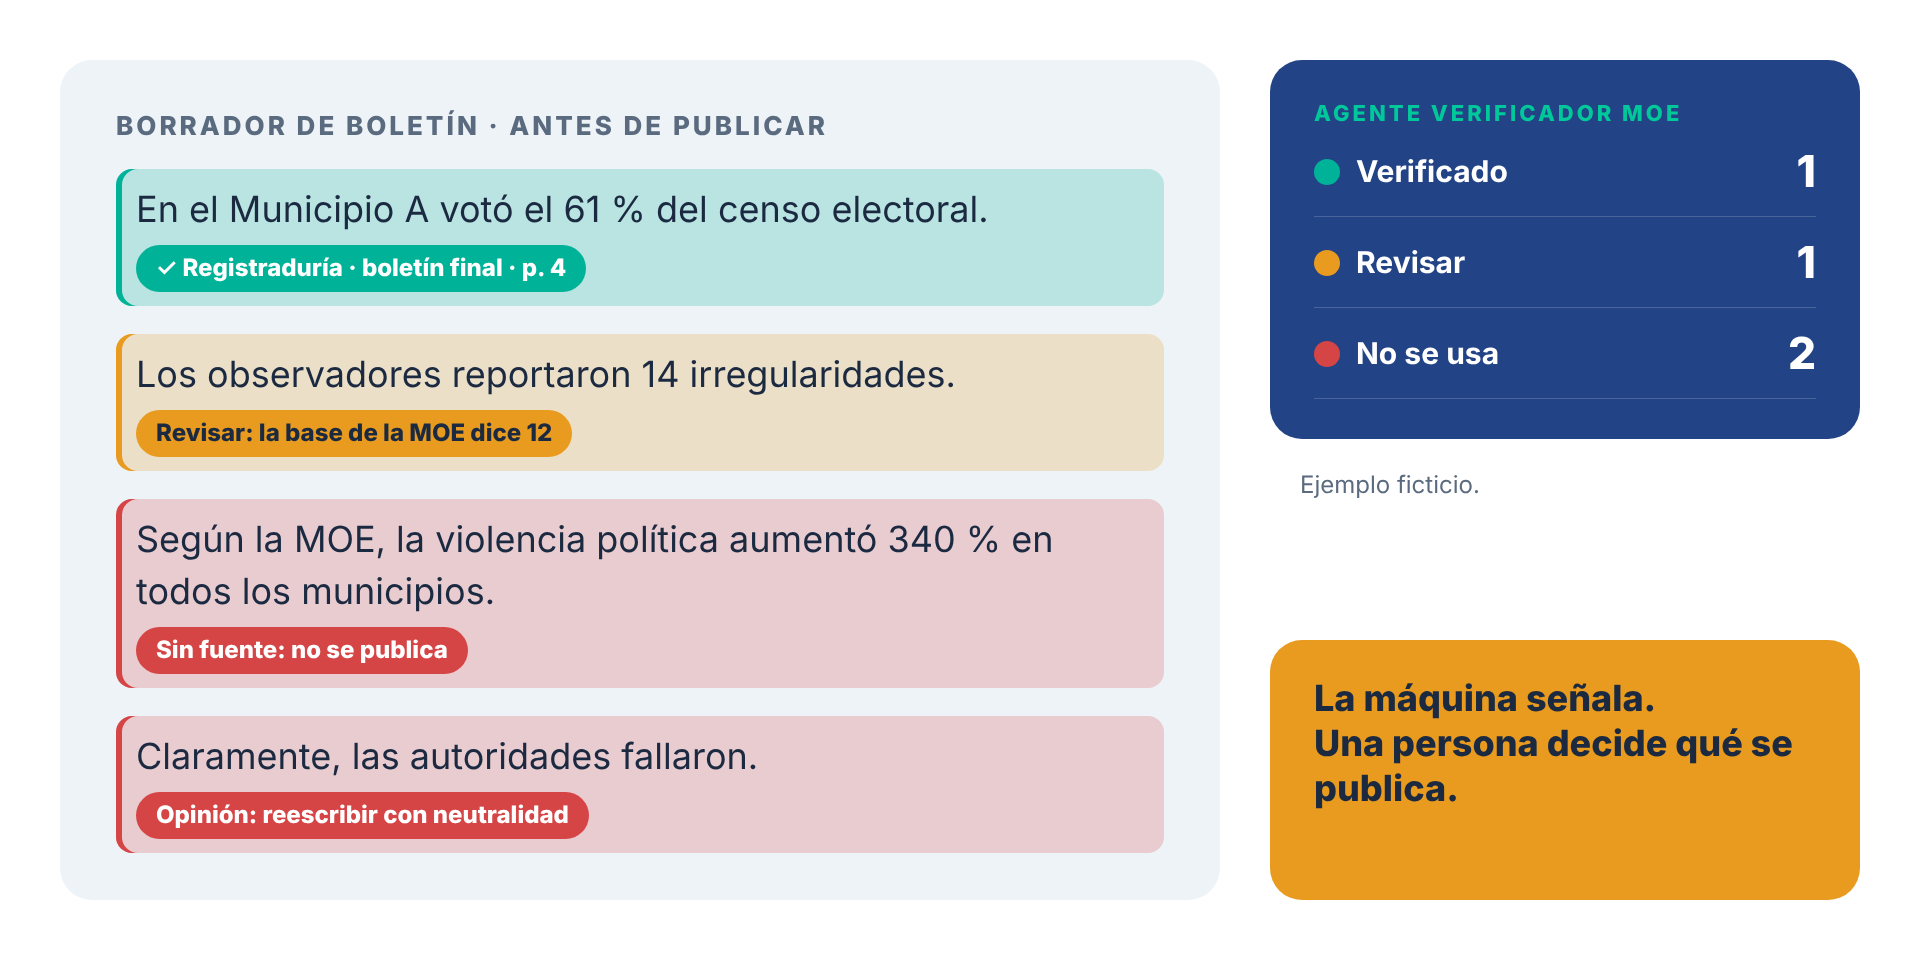 BORRADOR DE BOLETÍN · ANTES DE PUBLICAR
En el Municipio A votó el 61 % del censo electoral.
✓ Registraduría · boletín final · p. 4
Los observadores reportaron 14 irregularidades.
Revisar: la base de la MOE dice 12
Según la MOE, la violencia política aumentó 340 % en
todos los municipios.
Sin fuente: no se publica
Claramente, las autoridades fallaron.
Opinión: reescribir con neutralidad
AGENTE VERIFICADOR MOE
Verificado 1
Revisar 1
No se usa 2
Ejemplo ficticio.
La máquina señala.
Una persona decide qué se
publica.